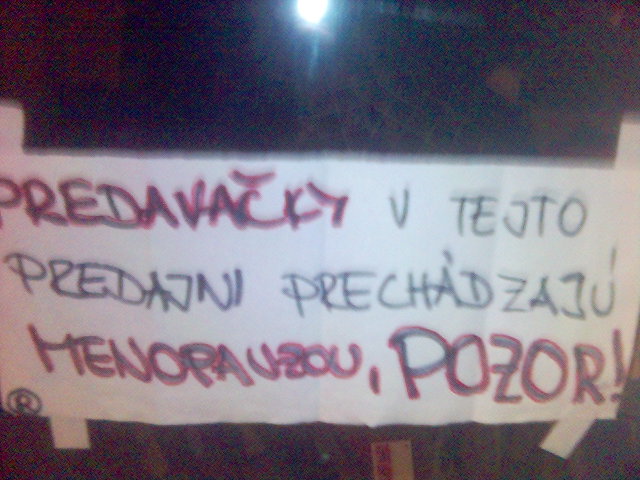 PREDAVAČKY V TEJTO
PREDAJNI PRECHÁDZAJÚ
MENOPAUZOU, POZOR!
®